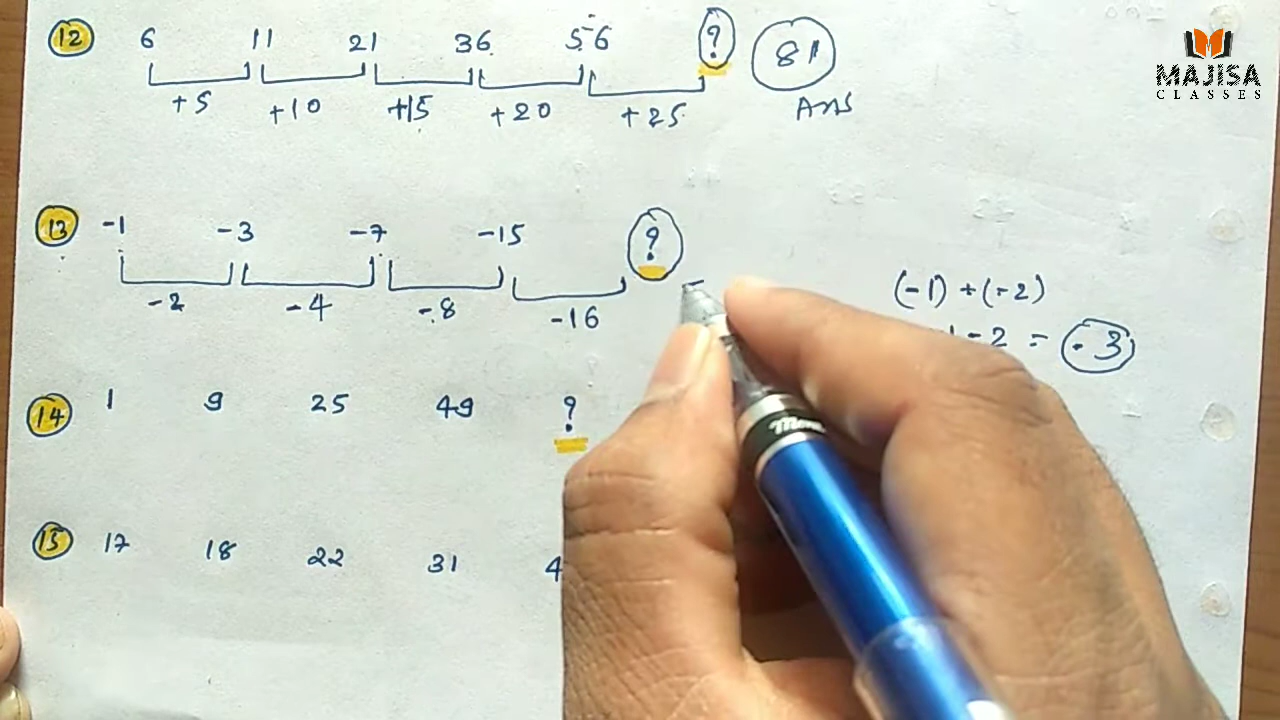 MAJISA
CLASSES
12 6 11 21 36 56 ? 81
+5 +10 +15 +20 +25 Ans
13 -1 -3 -7 -15 ?
-2 -4 -8 -16
(-1) + (-2)
1 - 2 = -3
14 1 9 25 49 ?
15 17 18 22 31 4